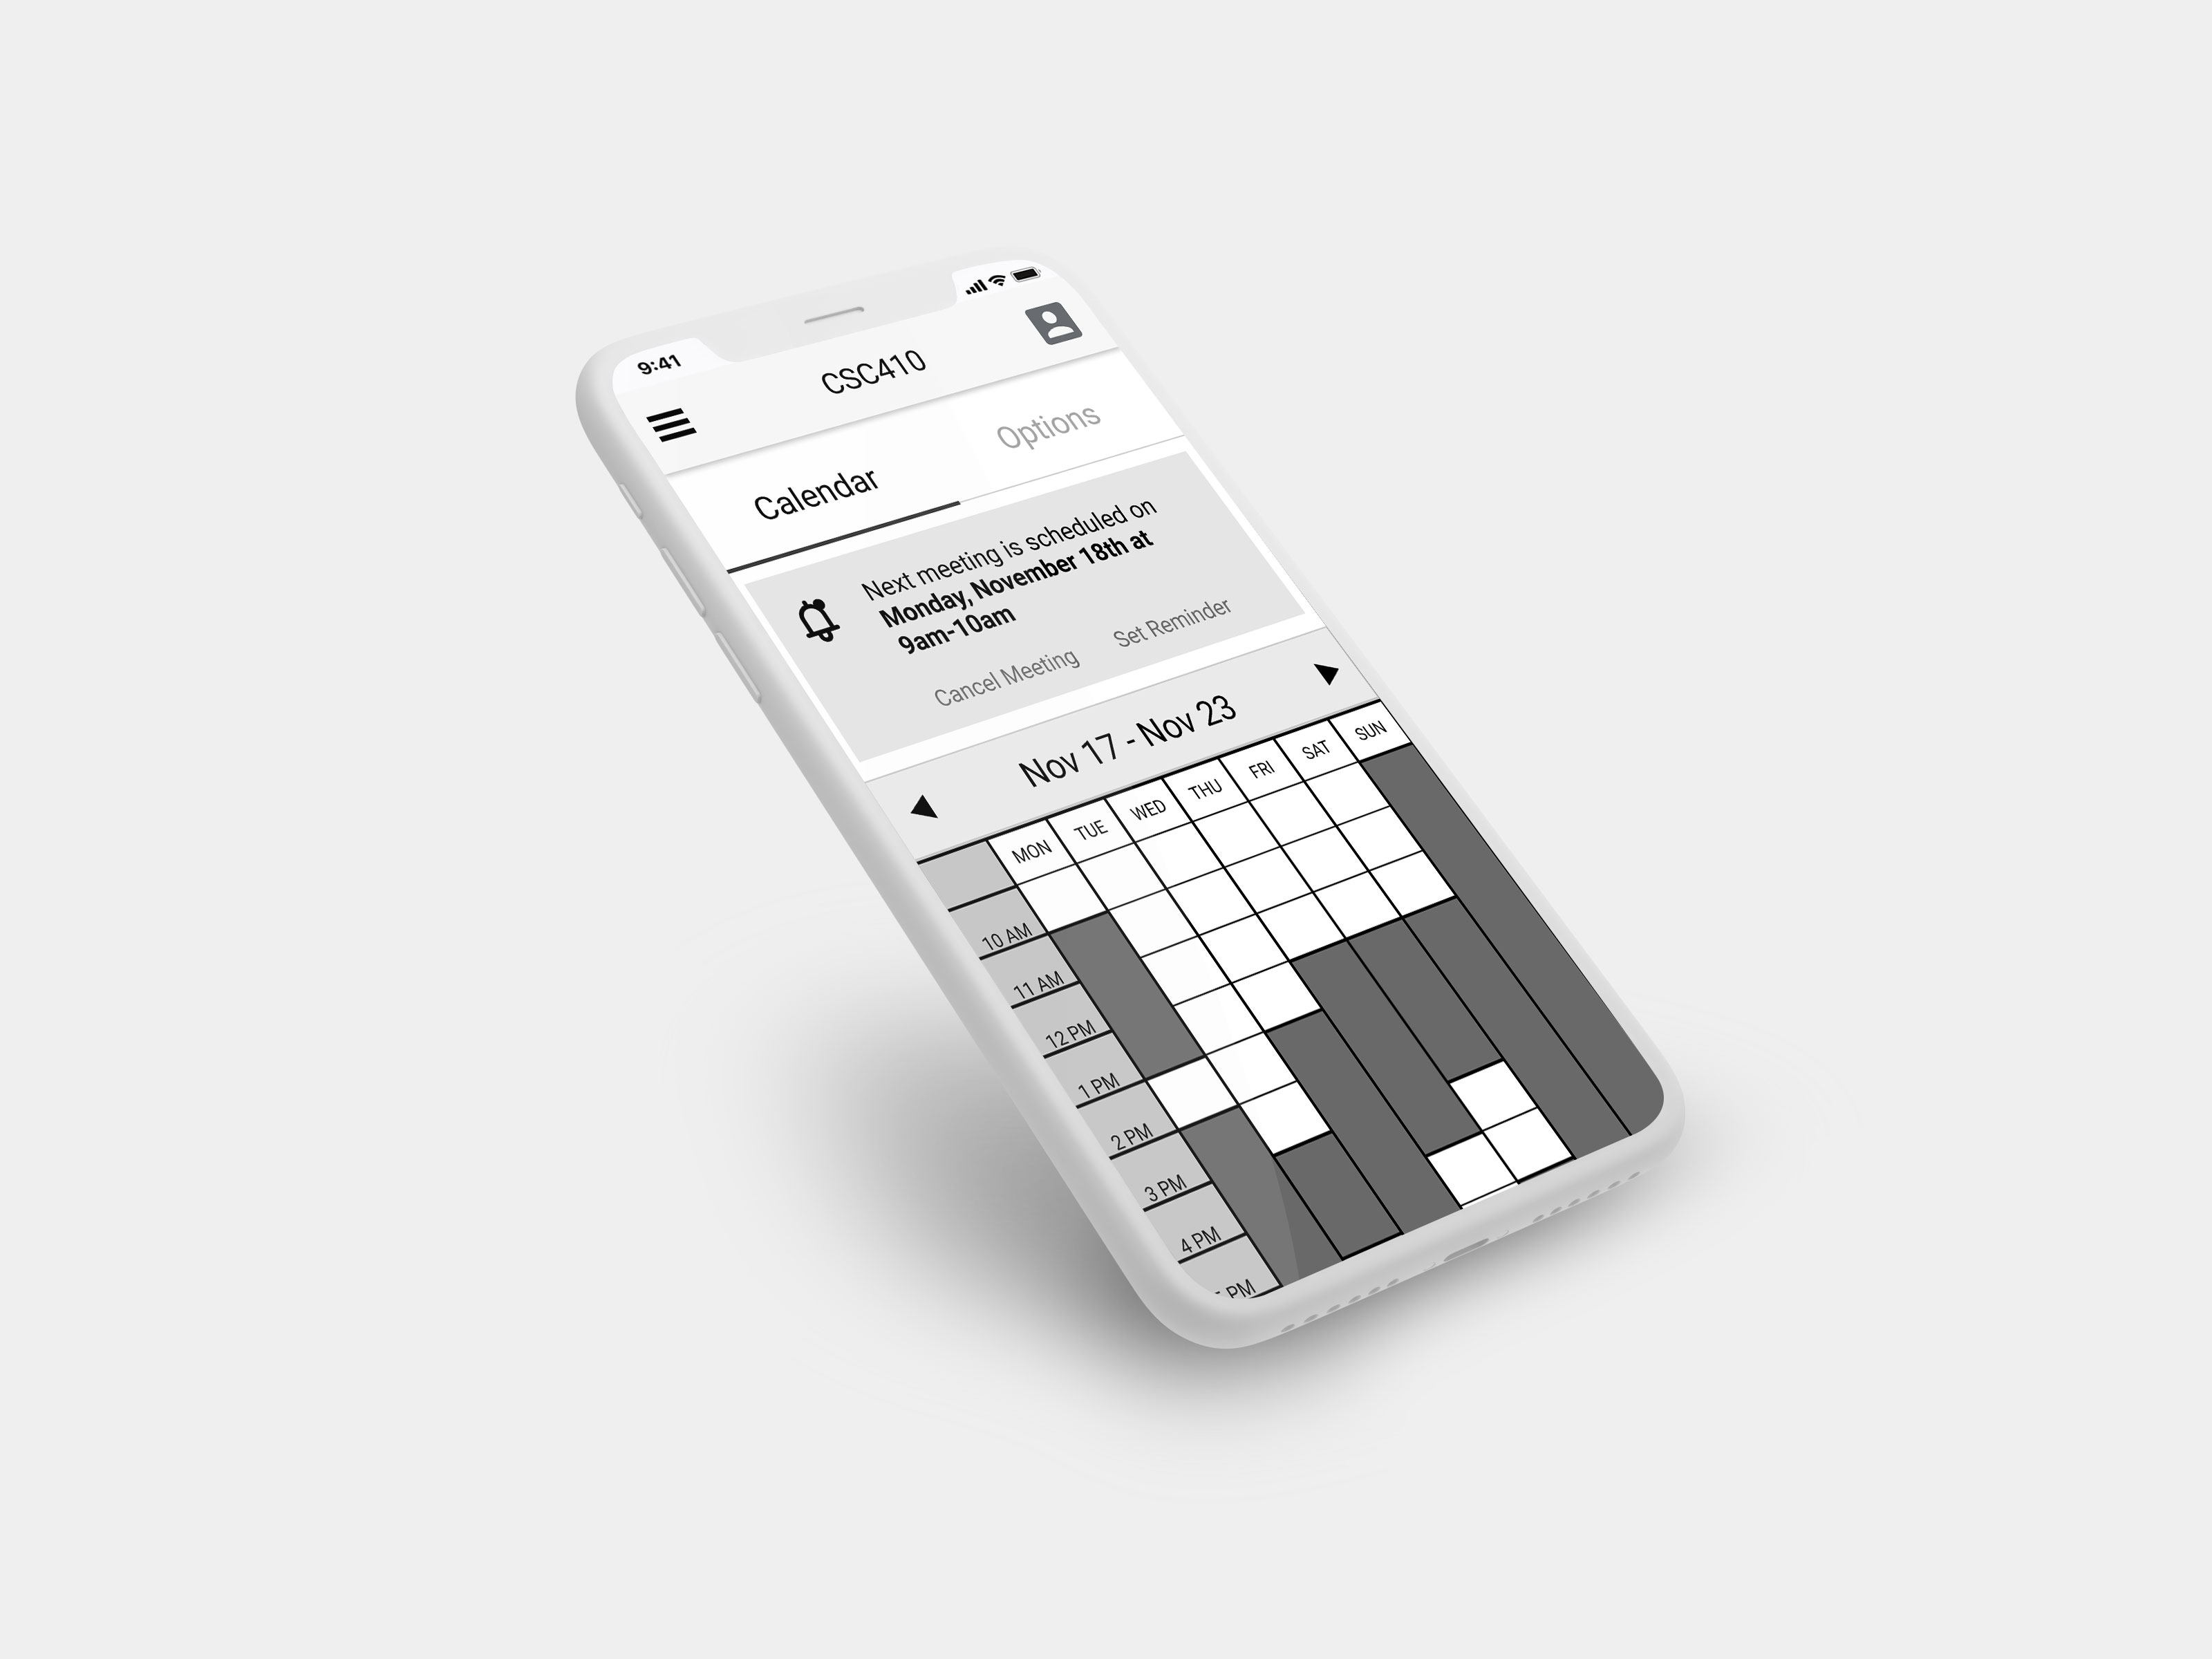 9:41
CSC410
Calendar
Options
Next meeting is scheduled on
Monday, November 18th at
9am-10am
Cancel Meeting
Set Reminder
Nov 17 - Nov 23
MON TUE WED THU FRI SAT SUN
10 AM
11 AM
12 PM
1 PM
2 PM
3 PM
4 PM
PM